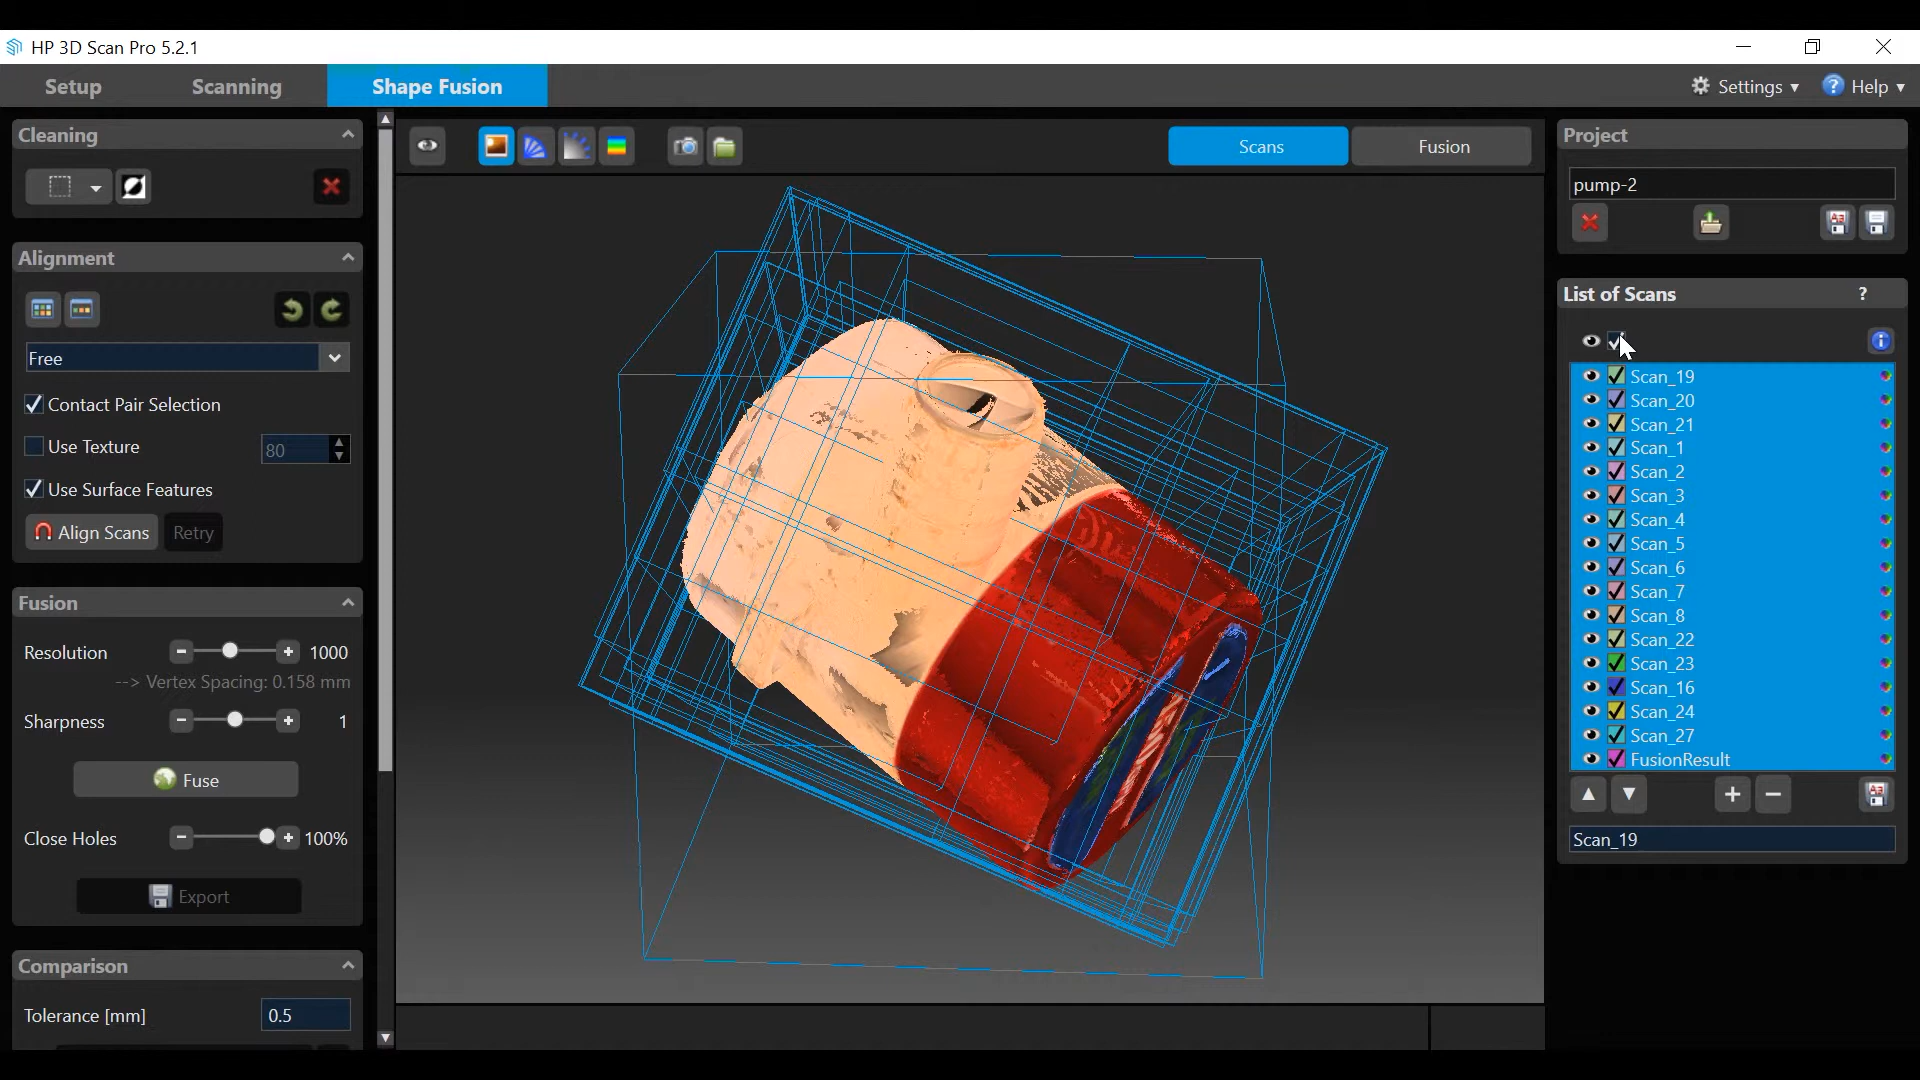 HP 3D Scan Pro 5.2.1
Setup
Scanning
Shape Fusion
Settings
Help
Cleaning
Alignment
Free
Contact Pair Selection
Use Texture
80
Use Surface Features
Align Scans
Retry
Fusion
Resolution
1000
--> Vertex Spacing: 0.158 mm
Sharpness
1
Fuse
Close Holes
100%
Export
Comparison
Tolerance [mm]
0.5
Scans
Fusion
Project
pump-2
List of Scans
?
Scan_19
Scan_20
Scan_21
Scan_1
Scan_2
Scan_3
Scan_4
Scan_5
Scan_6
Scan_7
Scan_8
Scan_22
Scan_23
Scan_16
Scan_24
Scan_27
FusionResult
Scan_19